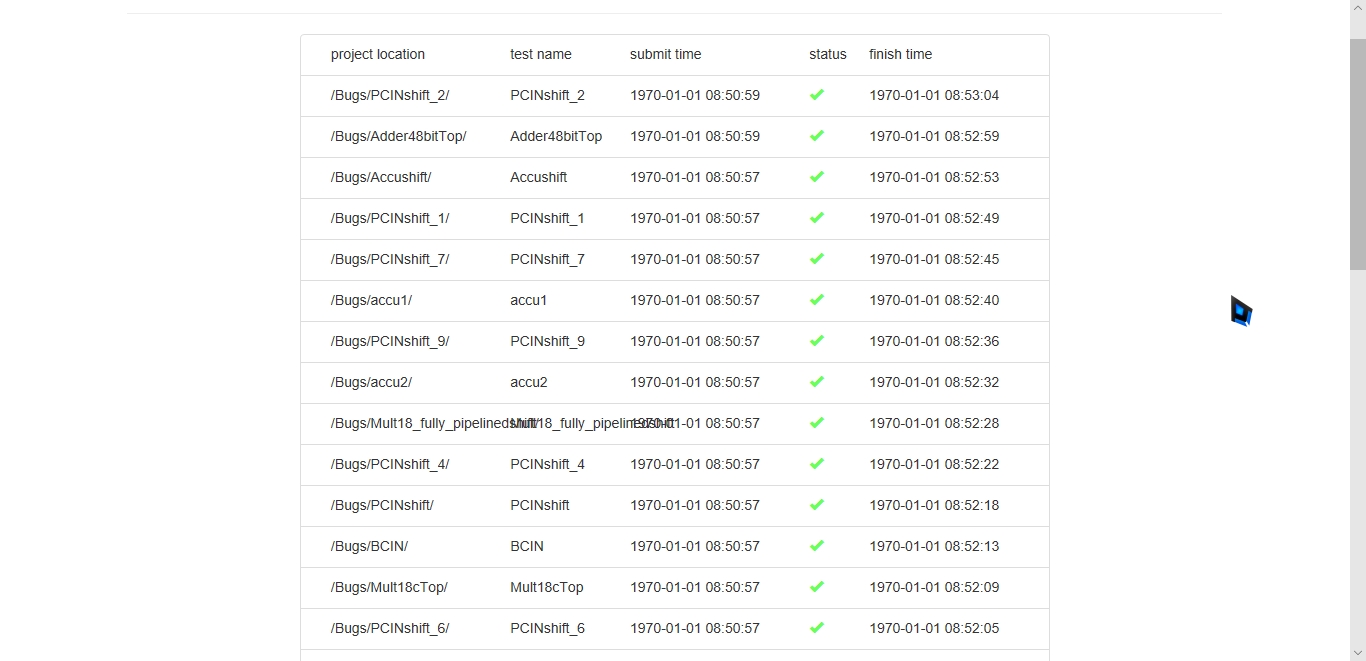 project location test name submit time status finish time
/Bugs/PCINshift_2/ PCINshift_2 1970-01-01 08:50:59 1970-01-01 08:53:04
/Bugs/Adder48bitTop/ Adder48bitTop 1970-01-01 08:50:59 1970-01-01 08:52:59
/Bugs/Accushift/ Accushift 1970-01-01 08:50:57 1970-01-01 08:52:53
/Bugs/PCINshift_1/ PCINshift_1 1970-01-01 08:50:57 1970-01-01 08:52:49
/Bugs/PCINshift_7/ PCINshift_7 1970-01-01 08:50:57 1970-01-01 08:52:45
/Bugs/accu1/ accu1 1970-01-01 08:50:57 1970-01-01 08:52:40
/Bugs/PCINshift_9/ PCINshift_9 1970-01-01 08:50:57 1970-01-01 08:52:36
/Bugs/accu2/ accu2 1970-01-01 08:50:57 1970-01-01 08:52:32
/Bugs/Mult18_fully_pipelinedshift/ Mult18_fully_pipelinedshift 1970-01-01 08:50:57 1970-01-01 08:52:28
/Bugs/PCINshift_4/ PCINshift_4 1970-01-01 08:50:57 1970-01-01 08:52:22
/Bugs/PCINshift/ PCINshift 1970-01-01 08:50:57 1970-01-01 08:52:18
/Bugs/BCIN/ BCIN 1970-01-01 08:50:57 1970-01-01 08:52:13
/Bugs/Mult18cTop/ Mult18cTop 1970-01-01 08:50:57 1970-01-01 08:52:09
/Bugs/PCINshift_6/ PCINshift_6 1970-01-01 08:50:57 1970-01-01 08:52:05